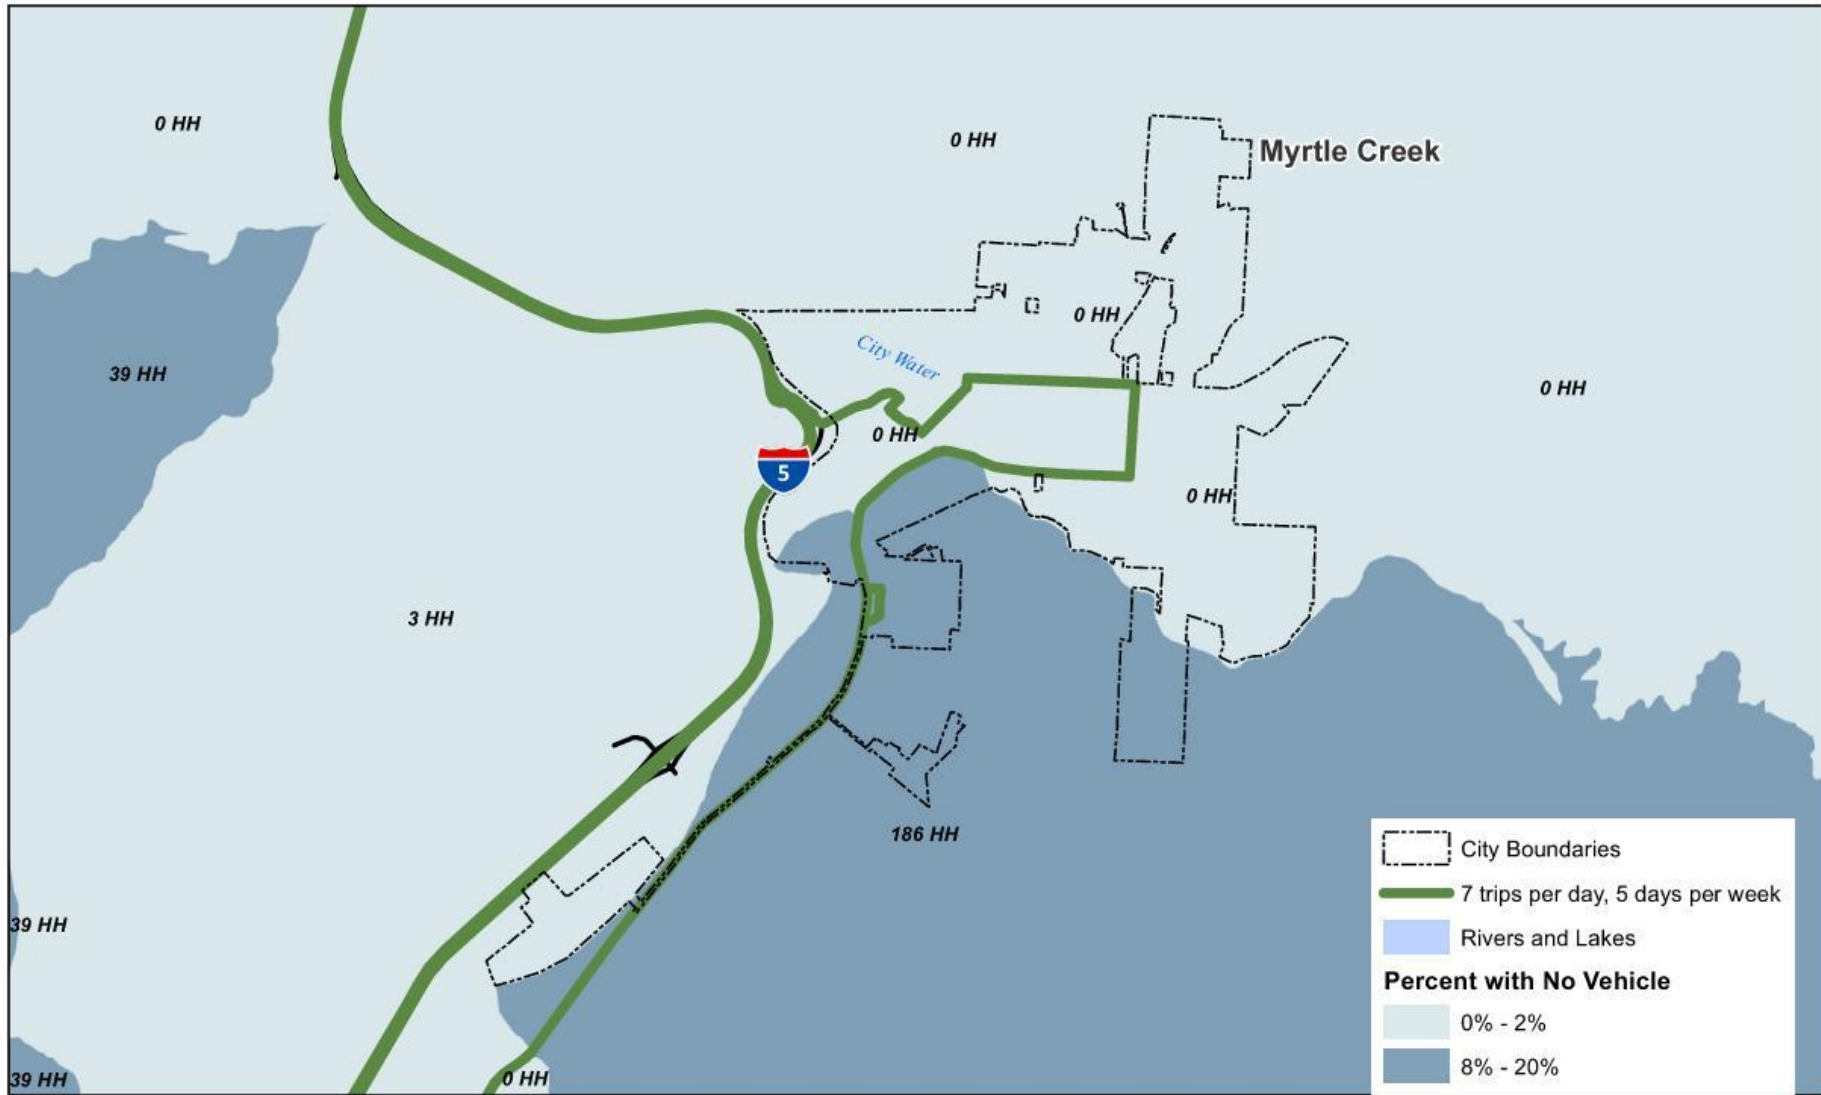 0 HH
0 HH
Myrtle Creek
0 HH
City Water
39 HH
0 HH
0 HH
5
0 HH
3 HH
186 HH
39 HH
39 HH
0 HH
City Boundaries
7 trips per day, 5 days per week
Rivers and Lakes
Percent with No Vehicle
0% - 2%
8% - 20%